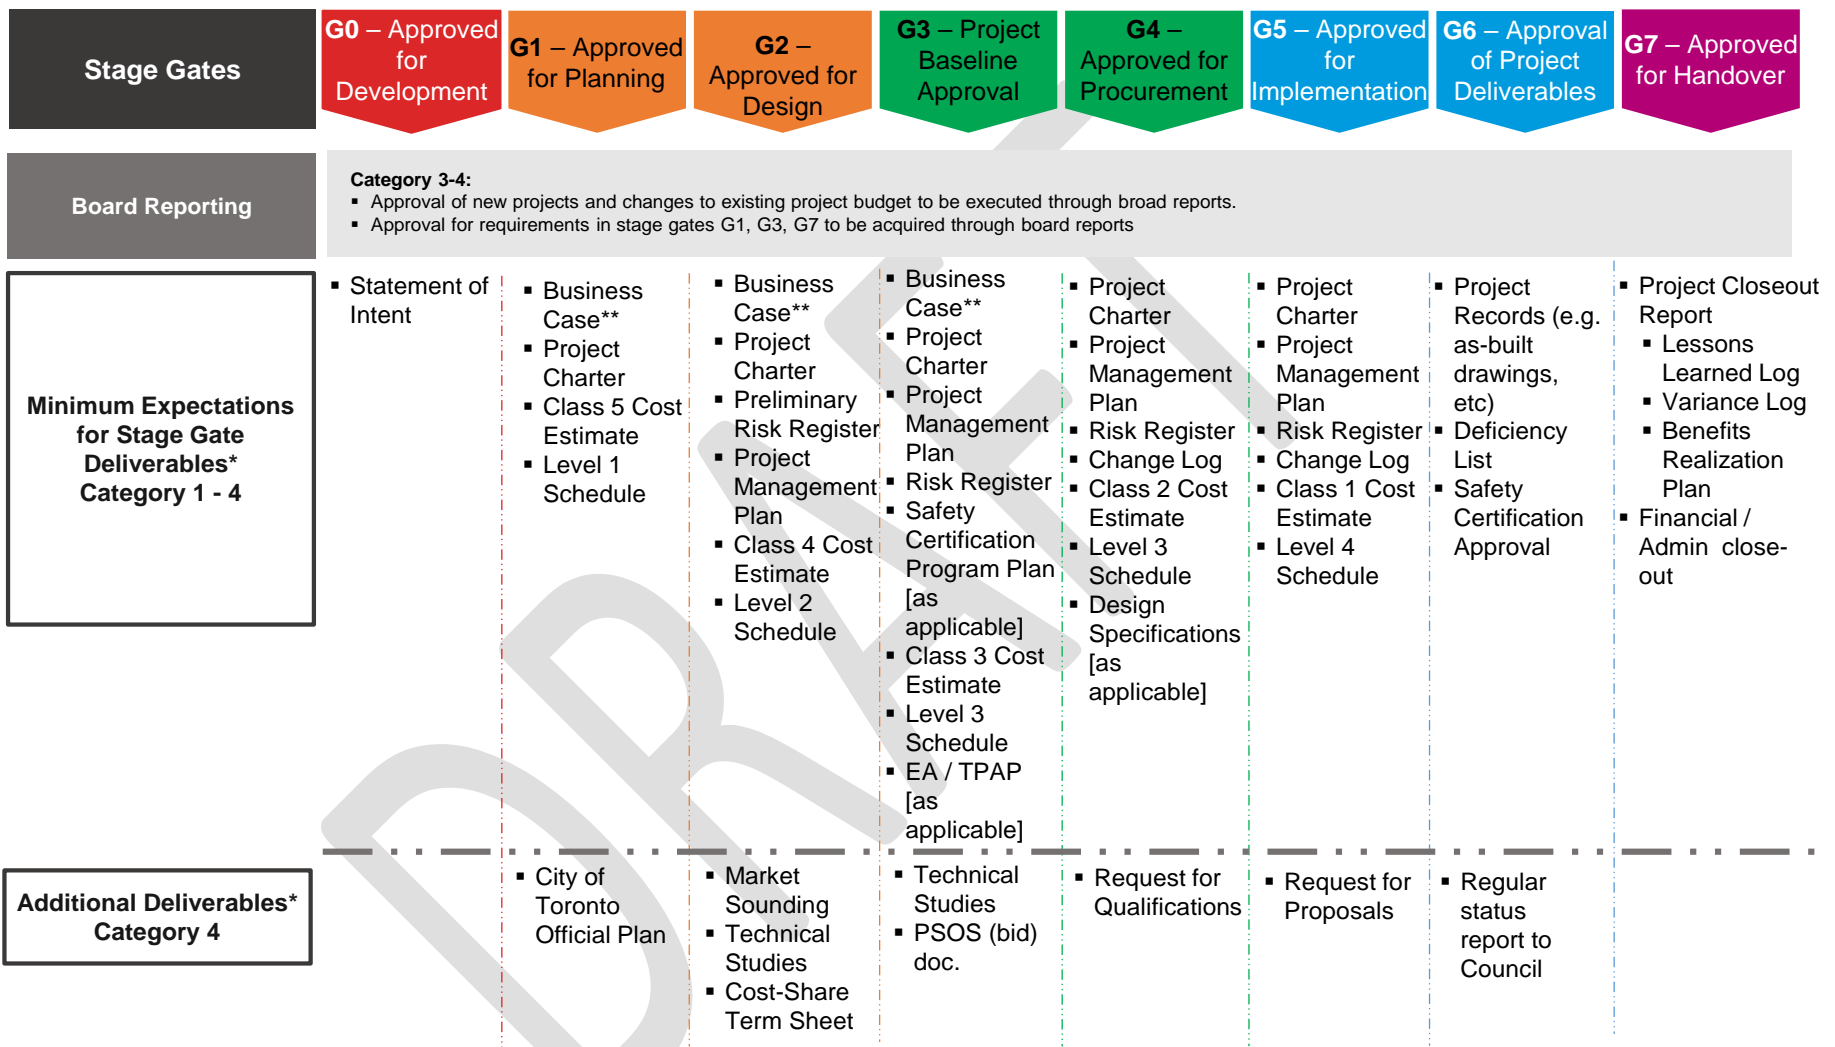 Stage Gates
G0 – Approved
for
Development
G1 – Approved
for Planning
G2 –
Approved for
Design
G3 – Project
Baseline
Approval
G4 –
Approved for
Procurement
G5 – Approved
for
Implementation
G6 – Approval
of Project
Deliverables
G7 – Approved
for Handover
Board Reporting
Category 3-4:
▪ Approval of new projects and changes to existing project budget to be executed through broad reports.
▪ Approval for requirements in stage gates G1, G3, G7 to be acquired through board reports
Minimum Expectations
for Stage Gate
Deliverables*
Category 1 - 4
▪ Statement of
Intent
▪ Business
Case**
▪ Project
Charter
▪ Class 5 Cost
Estimate
▪ Level 1
Schedule
▪ Business
Case**
▪ Project
Charter
▪ Preliminary
Risk Register
▪ Project
Management
Plan
▪ Class 4 Cost
Estimate
▪ Level 2
Schedule
▪ Business
Case**
▪ Project
Charter
▪ Project
Management
Plan
▪ Risk Register
▪ Safety
Certification
Program Plan
[as
applicable]
▪ Class 3 Cost
Estimate
▪ Level 3
Schedule
▪ EA / TPAP
[as
applicable]
▪ Project
Charter
▪ Project
Management
Plan
▪ Risk Register
▪ Change Log
▪ Class 2 Cost
Estimate
▪ Level 3
Schedule
▪ Design
Specifications
[as
applicable]
▪ Project
Charter
▪ Project
Management
Plan
▪ Risk Register
▪ Change Log
▪ Class 1 Cost
Estimate
▪ Level 4
Schedule
▪ Project
Records (e.g.
as-built
drawings,
etc)
▪ Deficiency
List
▪ Safety
Certification
Approval
▪ Project Closeout
Report
▪ Lessons
Learned Log
▪ Variance Log
▪ Benefits
Realization
Plan
▪ Financial /
Admin close-
out
Additional Deliverables*
Category 4
▪ City of
Toronto
Official Plan
▪ Market
Sounding
▪ Technical
Studies
▪ Cost-Share
Term Sheet
▪ Technical
Studies
▪ PSOS (bid)
doc.
▪ Request for
Qualifications
▪ Request for
Proposals
▪ Regular
status
report to
Council
DRAFT